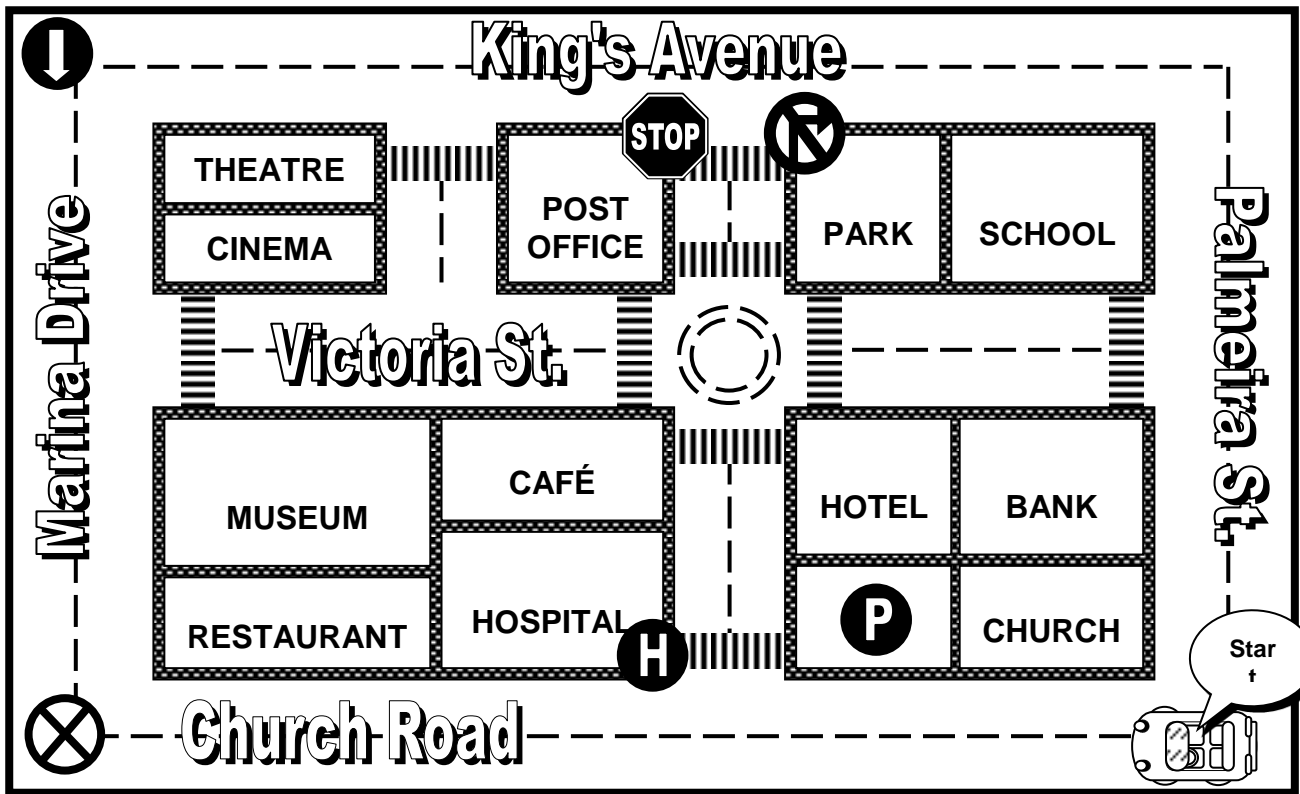 King's Avenue
STOP
THEATRE
CINEMA
POST
OFFICE
PARK
SCHOOL
Marina Drive
Victoria St.
Palmeira St.
MUSEUM
CAFÉ
HOTEL
BANK
RESTAURANT
HOSPITAL
H
P
CHURCH
Star
t
Church Road